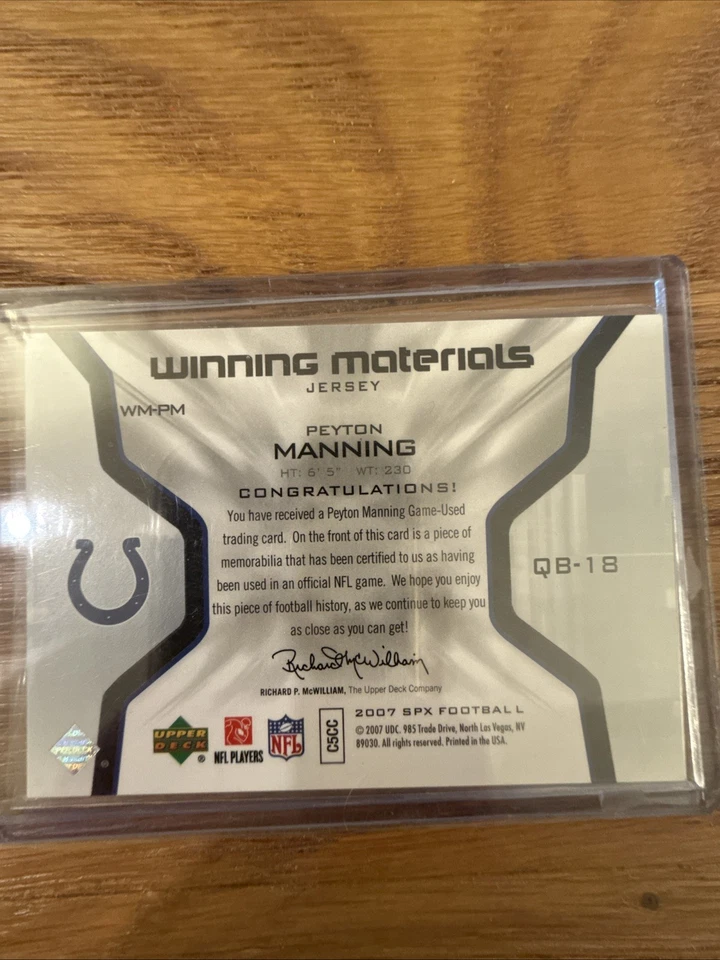 winning materials
JERSEY
WM-PM
PEYTON
MANNING
HT: 6' 5" WT: 230
CONGRATULATIONS!
You have received a Peyton Manning Game-Used
trading card. On the front of this card is a piece of
memorabilia that has been certified to us as having
been used in an official NFL game. We hope you enjoy
this piece of football history, as we continue to keep you
as close as you can get!
QB-18
Richard McWilliam
RICHARD P. McWILLIAM, The Upper Deck Company
UPPER
DECK
®
NFL PLAYERS
NFL
C5CC
2007 SPX FOOTBALL
© 2007 UDC. 985 Trade Drive, North Las Vegas, NV
89030. All rights reserved. Printed in the USA.